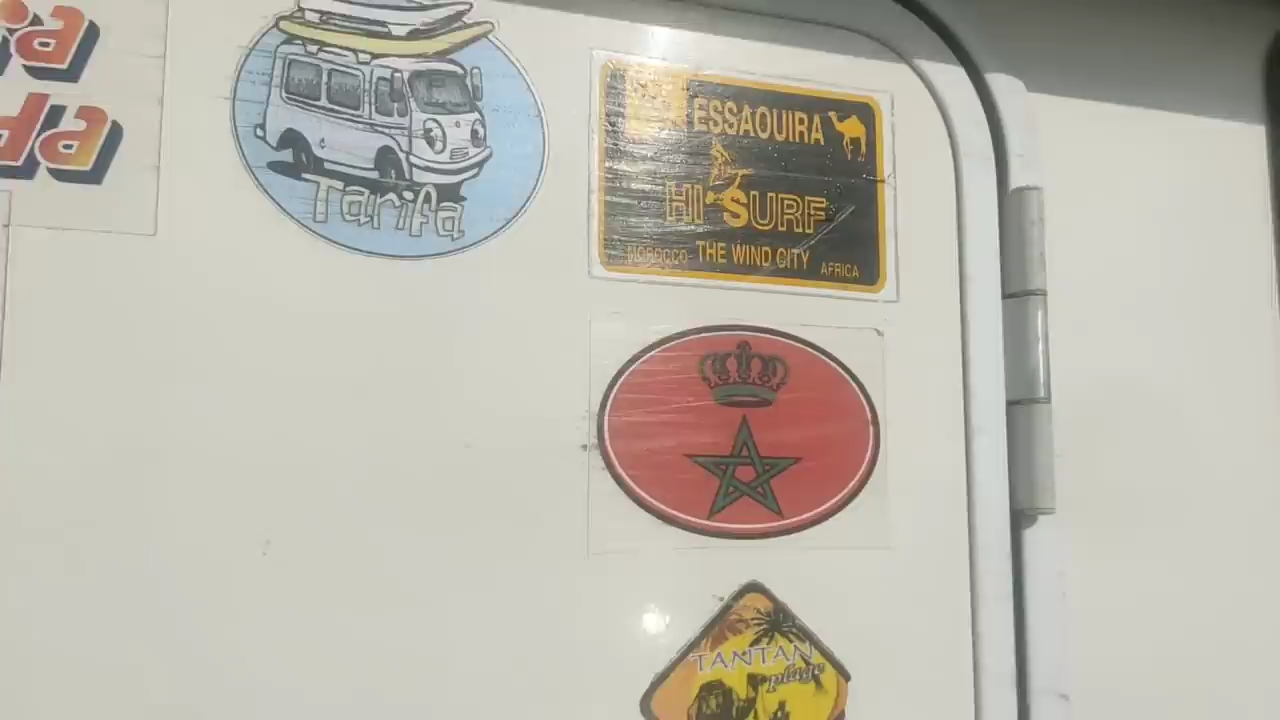 Tarifa
ESSAOUIRA
HI SURF
MOROCCO THE WIND CITY AFRICA
TANTAN
plage